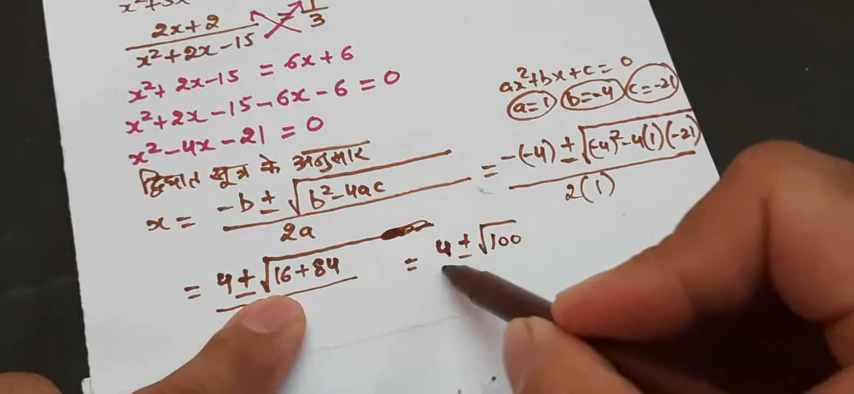 2x+2 / x²+2x-15 = 1/3
x²+2x-15 = 6x+6
x²+2x-15-6x-6=0
x²-4x-21=0
ax²+bx+c=0
a=1 b=-4 c=-21
द्विघात सूत्र के अनुसार
x = -b±√b²-4ac / 2a = -(-4)±√(-4)²-4(1)(-21) / 2(1)
= 4±√16+84 = 4±√100